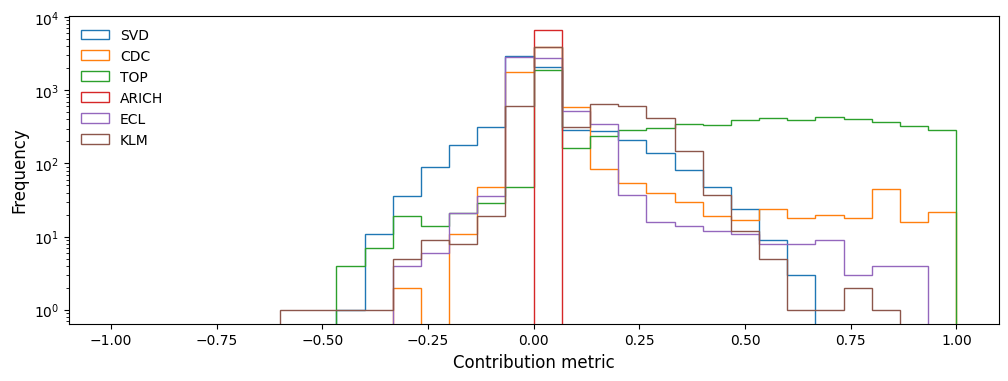 SVD
CDC
TOP
ARICH
ECL
KLM
Frequency
10⁴
10³
10²
10¹
10⁰
−1.00 −0.75 −0.50 −0.25 0.00 0.25 0.50 0.75 1.00
Contribution metric